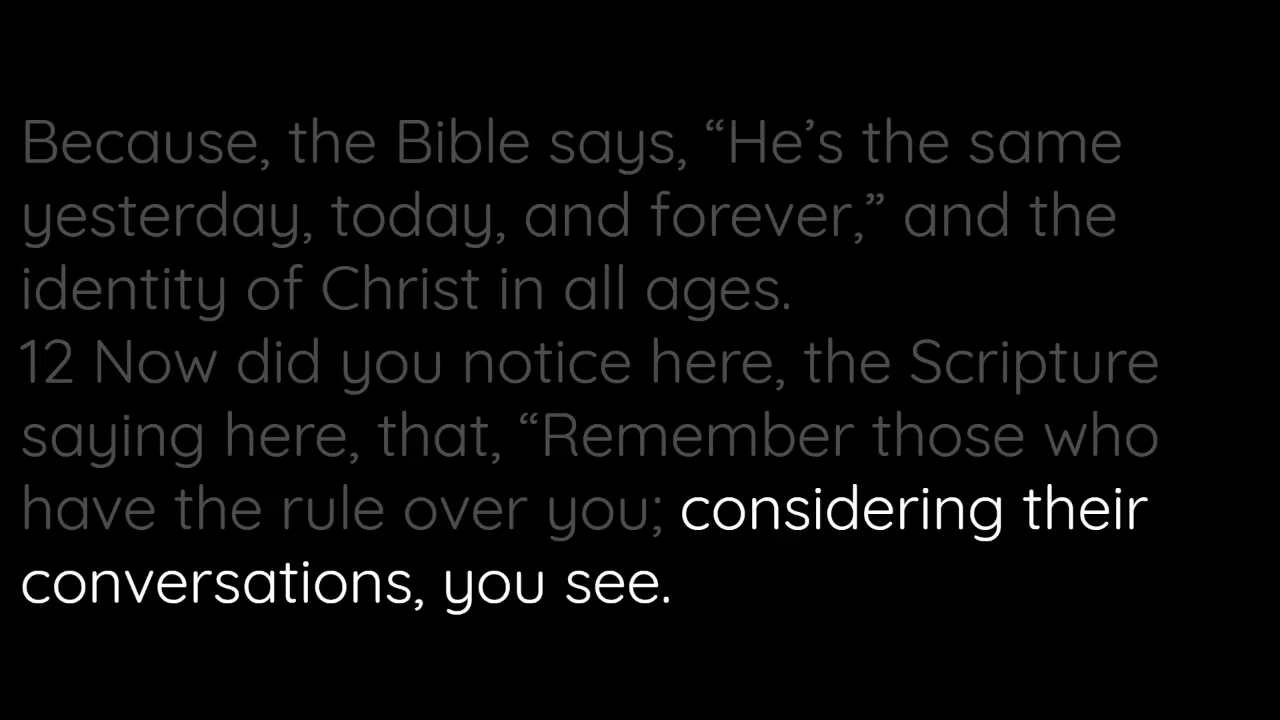 Because, the Bible says, “He’s the same
yesterday, today, and forever,” and the
identity of Christ in all ages.
12 Now did you notice here, the Scripture
saying here, that, “Remember those who
have the rule over you; considering their
conversations, you see.